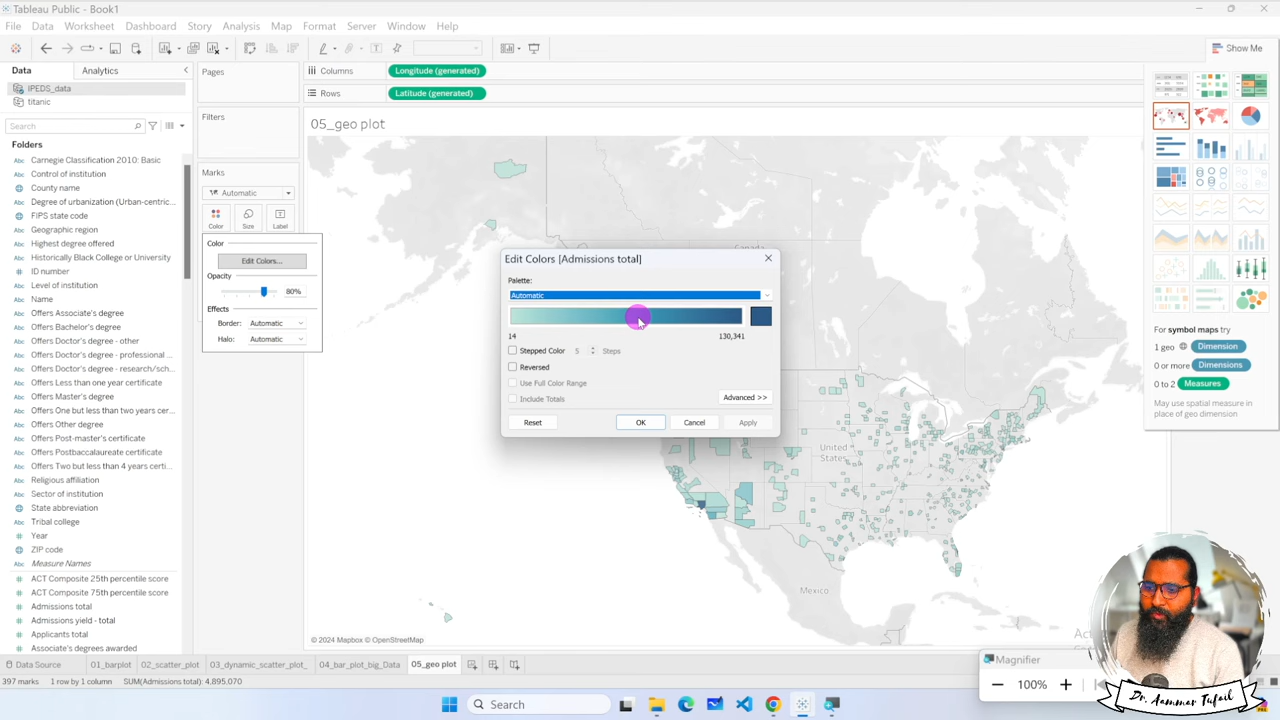 Tableau Public - Book1
File Data Worksheet Dashboard Story Analysis Map Format Server Window Help
Show Me
Data Analytics
IPEDS_data
titanic
Search
Folders
Carnegie Classification 2010: Basic
Control of institution
County name
Degree of urbanization (Urban-centric...
FIPS state code
Geographic region
Highest degree offered
Historically Black College or University
ID number
Level of institution
Name
Offers Associate's degree
Offers Bachelor's degree
Offers Doctor's degree - other
Offers Doctor's degree - professional ...
Offers Doctor's degree - research/sch...
Offers Less than one year certificate
Offers Master's degree
Offers One but less than two years cer...
Offers Other degree
Offers Post-master's certificate
Offers Postbaccalaureate certificate
Offers Two but less than 4 years certi...
Religious affiliation
Sector of institution
State abbreviation
Tribal college
Year
ZIP code
Measure Names
ACT Composite 25th percentile score
ACT Composite 75th percentile score
Admissions total
Admissions yield - total
Applicants total
Associate's degrees awarded
Pages
Filters
Marks
Automatic
Color Size Label
Color
Edit Colors...
Opacity
80%
Effects
Border: Automatic
Halo: Automatic
Columns Longitude (generated)
Rows Latitude (generated)
05_geo plot
Canada
United
States
Mexico
© 2024 Mapbox © OpenStreetMap
Edit Colors [Admissions total]
Palette:
Automatic
14 130,341
Stepped Color 5 Steps
Reversed
Use Full Color Range
Include Totals
Advanced >>
Reset OK Cancel Apply
For symbol maps try
1 geo Dimension
0 or more Dimensions
0 to 2 Measures
May use spatial measure in
place of geo dimension
Data Source 01_barplot 02_scatter_plot 03_dynamic_scatter_plot_ 04_bar_plot_big_Data 05_geo plot
397 marks 1 row by 1 column SUM(Admissions total): 4,895,070
Magnifier
100%
Search
Dr. Aammar Tufail